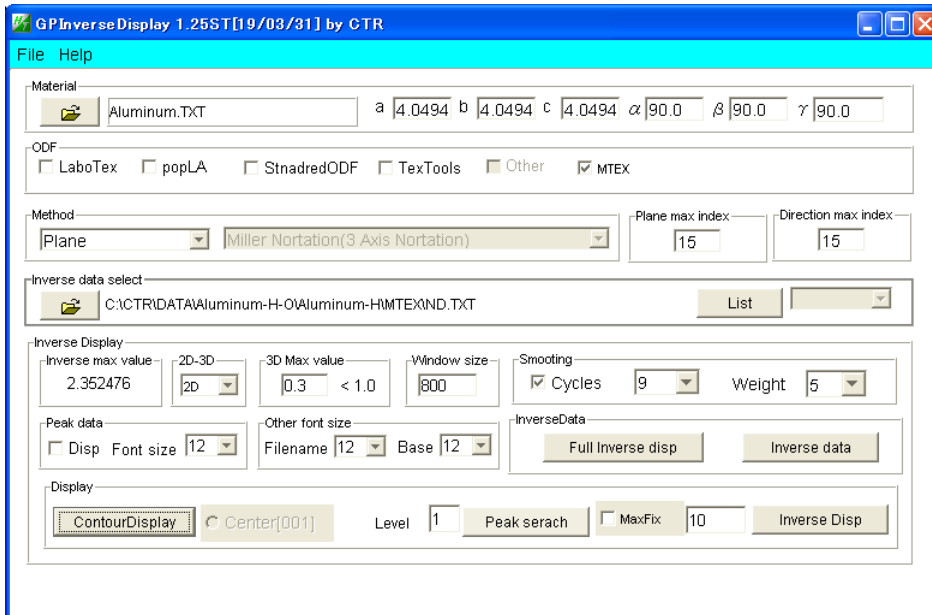 GPInverseDisplay 1.25ST[19/03/31] by CTR
File Help
Material
Aluminum.TXT a 4.0494 b 4.0494 c 4.0494 α 90.0 β 90.0 γ 90.0
ODF
LaboTex popLA StnadredODF TexTools Other MTEX
Method Plane max index Direction max index
Plane Miller Nortation(3 Axis Nortation) 15 15
Inverse data select
C:\CTR\DATA\Aluminum-H-O\Aluminum-H\MTEX\ND.TXT List
Inverse Display
Inverse max value 2D-3D 3D Max value Window size Smooting
2.352476 2D 0.3 < 1.0 800 Cycles 9 Weight 5
Peak data Other font size InverseData
Disp Font size 12 Filename 12 Base 12 Full Inverse disp Inverse data
Display
ContourDisplay Center[001] Level 1 Peak serach MaxFix 10 Inverse Disp